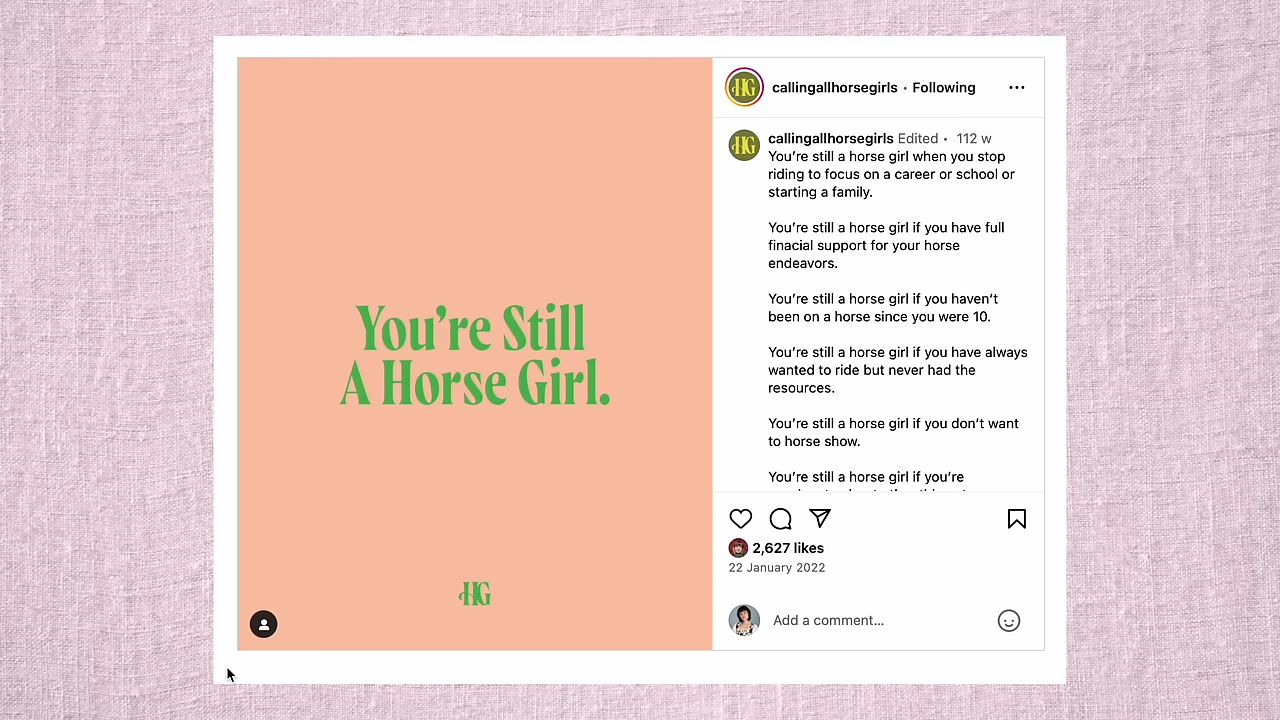 You're Still
A Horse Girl.
HG
HG
callingallhorsegirls • Following
HG
callingallhorsegirls Edited • 112 w
You're still a horse girl when you stop
riding to focus on a career or school or
starting a family.
You're still a horse girl if you have full
finacial support for your horse
endeavors.
You're still a horse girl if you haven't
been on a horse since you were 10.
You're still a horse girl if you have always
wanted to ride but never had the
resources.
You're still a horse girl if you don't want
to horse show.
You're still a horse girl if you're
2,627 likes
22 January 2022
Add a comment...